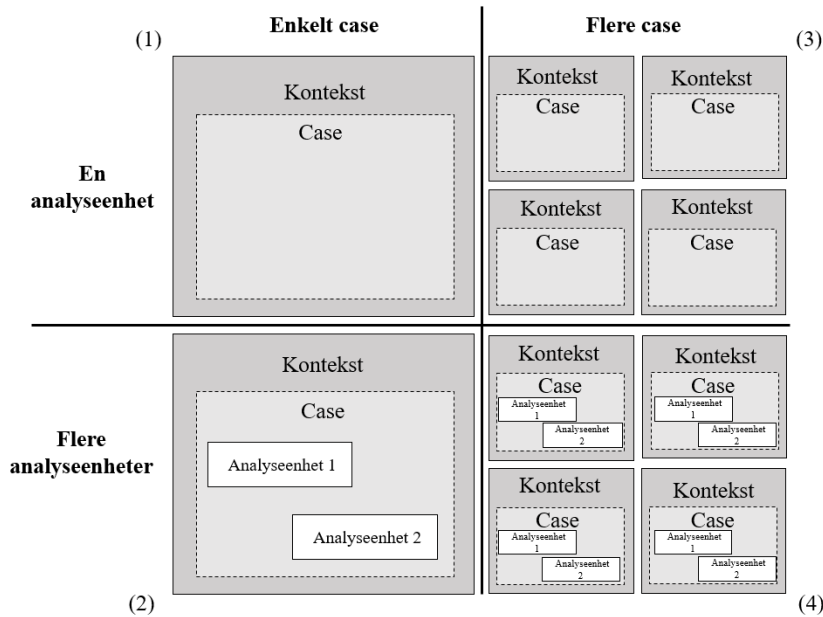 Enkelt case
Flere case
(1)
(3)
En
analyseenhet
Kontekst
Case
Kontekst
Case
Kontekst
Case
Kontekst
Case
Kontekst
Case
Flere
analyseenheter
Kontekst
Case
Analyseenhet 1
Analyseenhet 2
Kontekst
Case
Analyseenhet
1
Analyseenhet
2
Kontekst
Case
Analyseenhet
1
Analyseenhet
2
Kontekst
Case
Analyseenhet
1
Analyseenhet
2
Kontekst
Case
Analyseenhet
1
Analyseenhet
2
(2)
(4)